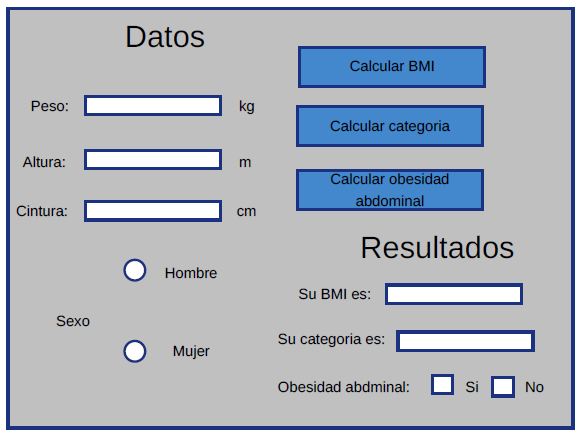 Datos
Peso:
kg
Altura:
m
Cintura:
cm
Hombre
Sexo
Mujer
Calcular BMI
Calcular categoria
Calcular obesidad
abdominal
Resultados
Su BMI es:
Su categoria es:
Obesidad abdminal:
Si
No